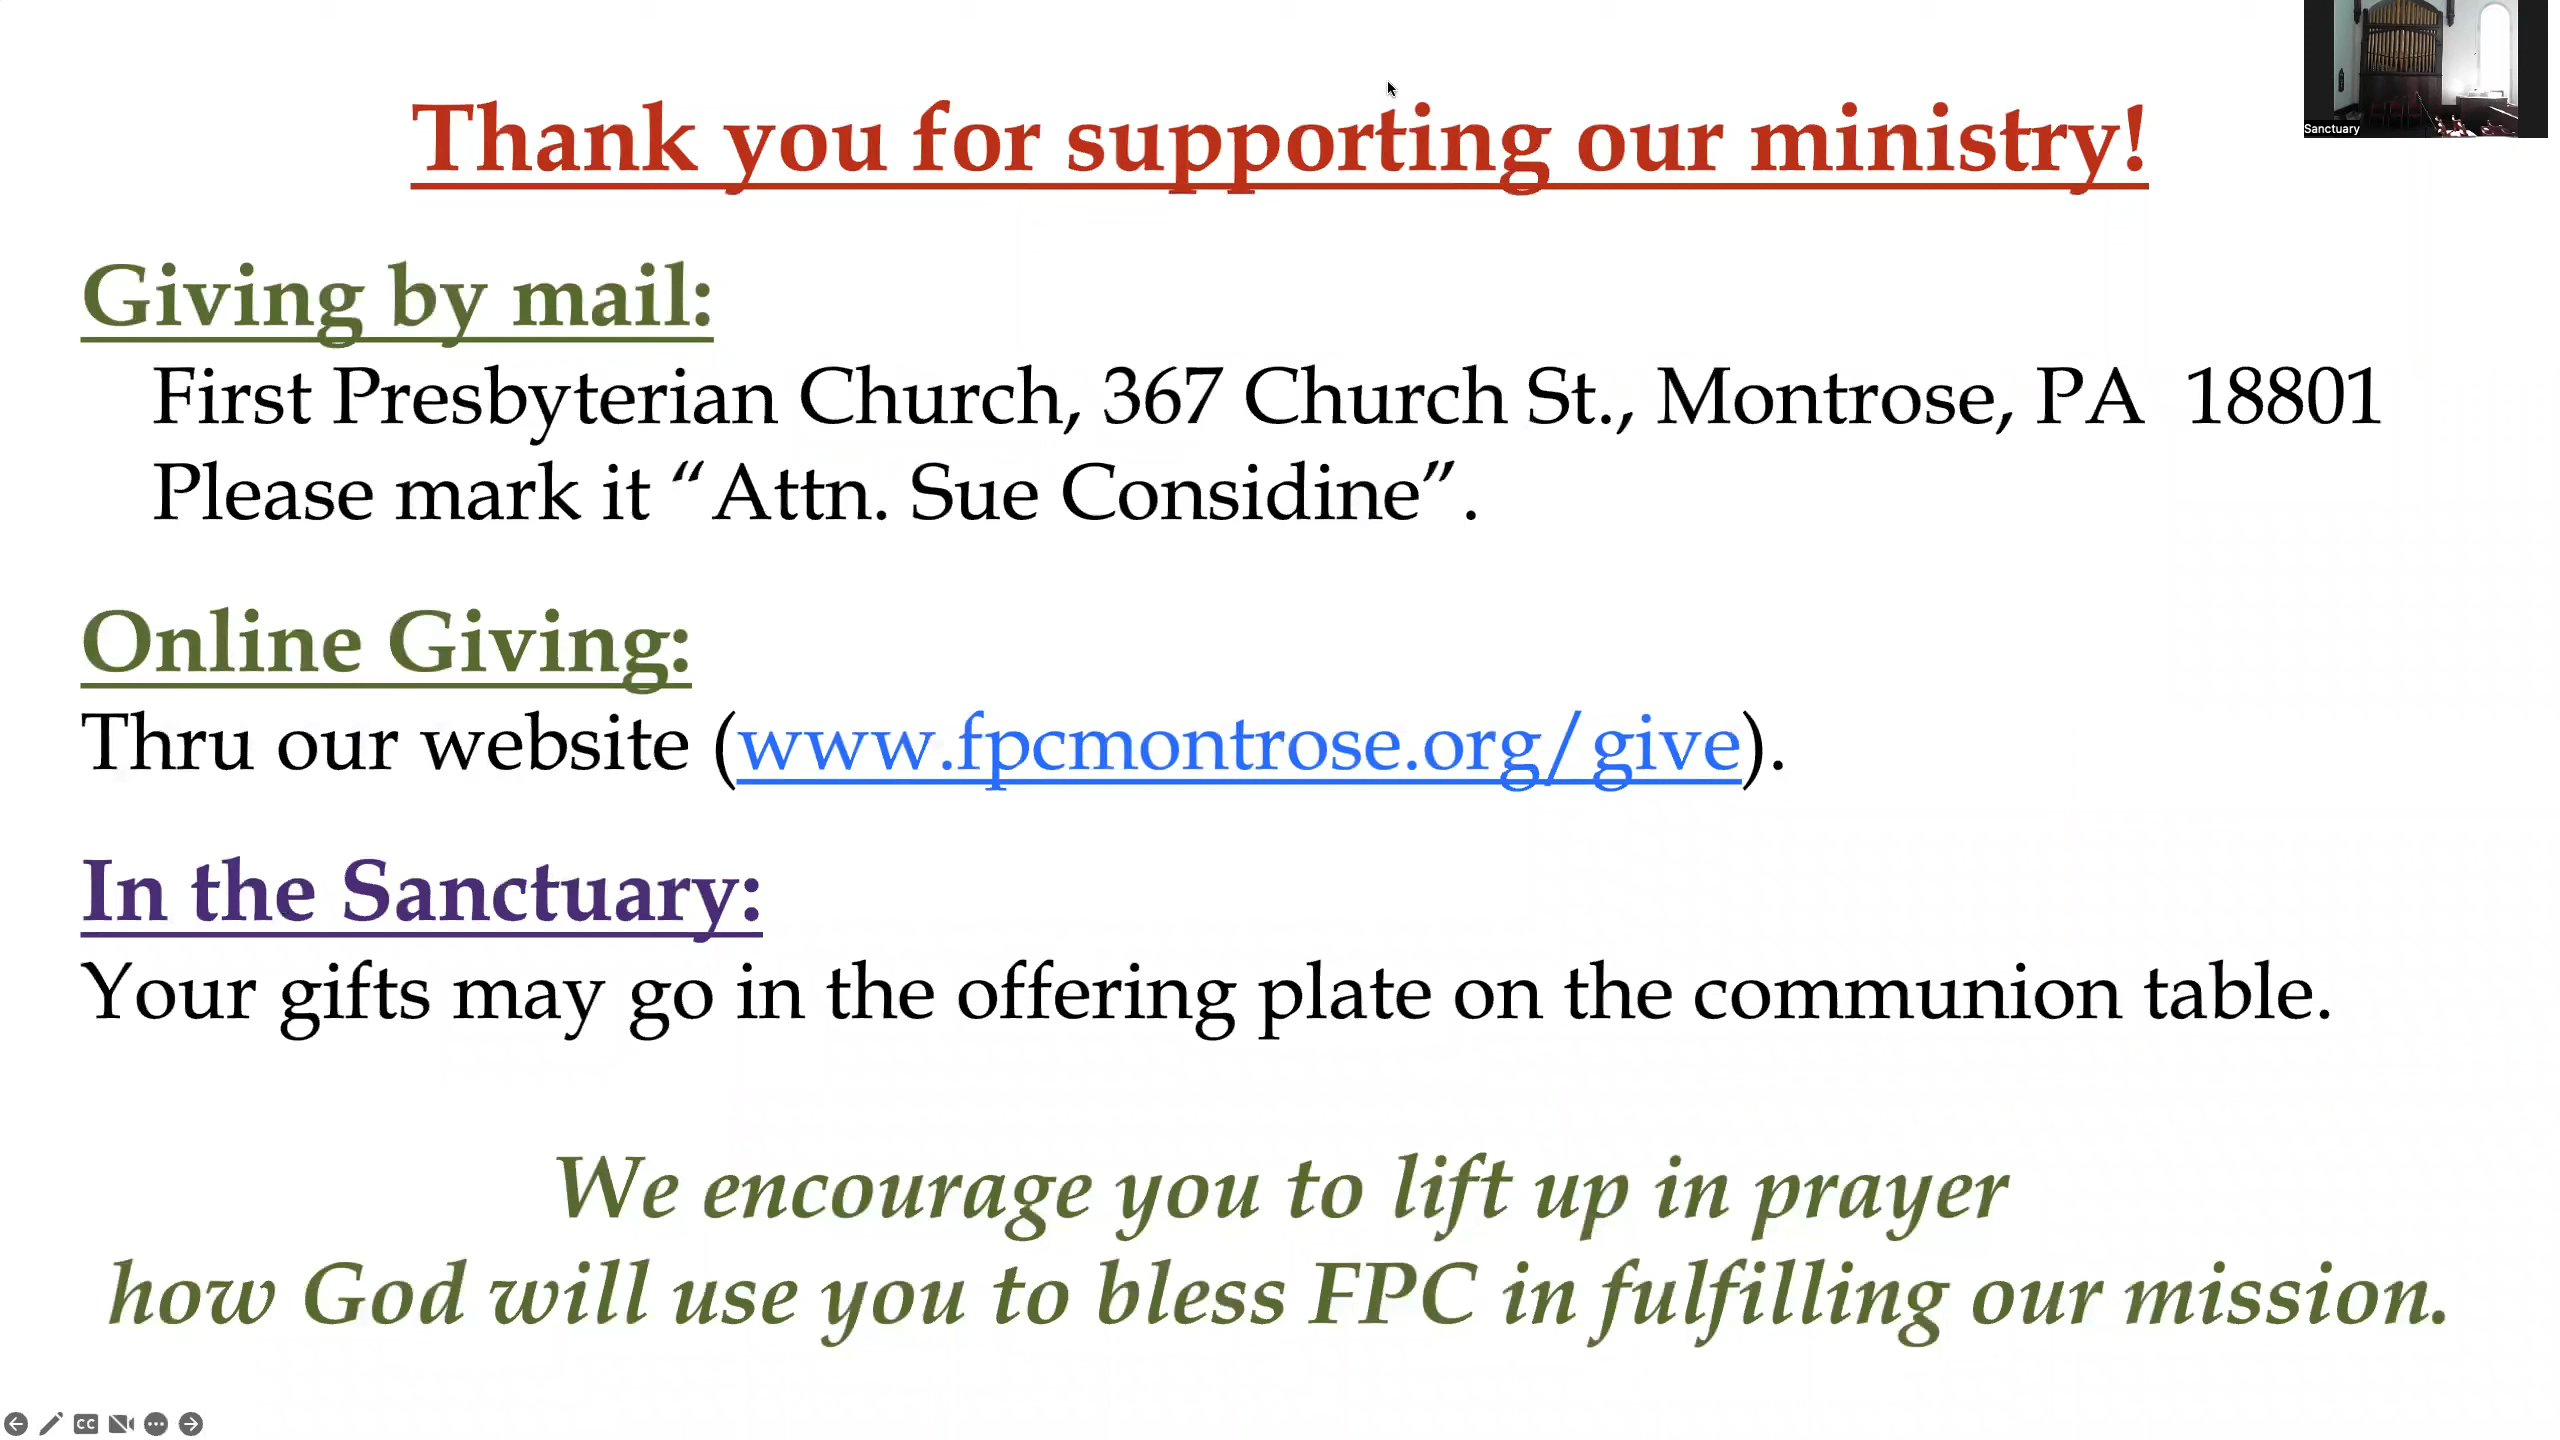 Thank you for supporting our ministry!
Sanctuary
Giving by mail:
First Presbyterian Church, 367 Church St., Montrose, PA  18801
Please mark it “Attn. Sue Considine”.
Online Giving:
Thru our website (www.fpcmontrose.org/give).
In the Sanctuary:
Your gifts may go in the offering plate on the communion table.
We encourage you to lift up in prayer
how God will use you to bless FPC in fulfilling our mission.
CC